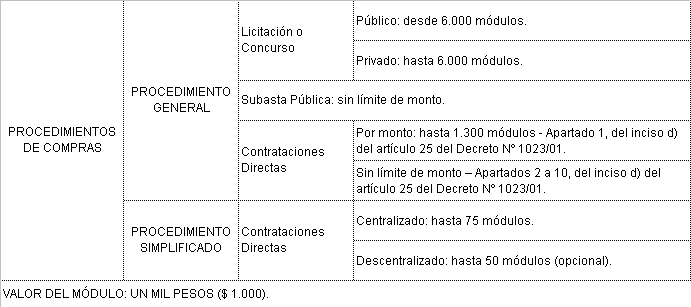 PROCEDIMIENTOS
DE COMPRAS
PROCEDIMIENTO
GENERAL
Licitación o
Concurso
Público: desde 6.000 módulos.
Privado: hasta 6.000 módulos.
Subasta Pública: sin límite de monto.
Contrataciones
Directas
Por monto: hasta 1.300 módulos - Apartado 1, del inciso d)
del artículo 25 del Decreto Nº 1023/01.
Sin límite de monto – Apartados 2 a 10, del inciso d) del
artículo 25 del Decreto Nº 1023/01.
PROCEDIMIENTO
SIMPLIFICADO
Contrataciones
Directas
Centralizado: hasta 75 módulos.
Descentralizado: hasta 50 módulos (opcional).
VALOR DEL MÓDULO: UN MIL PESOS ($ 1.000).